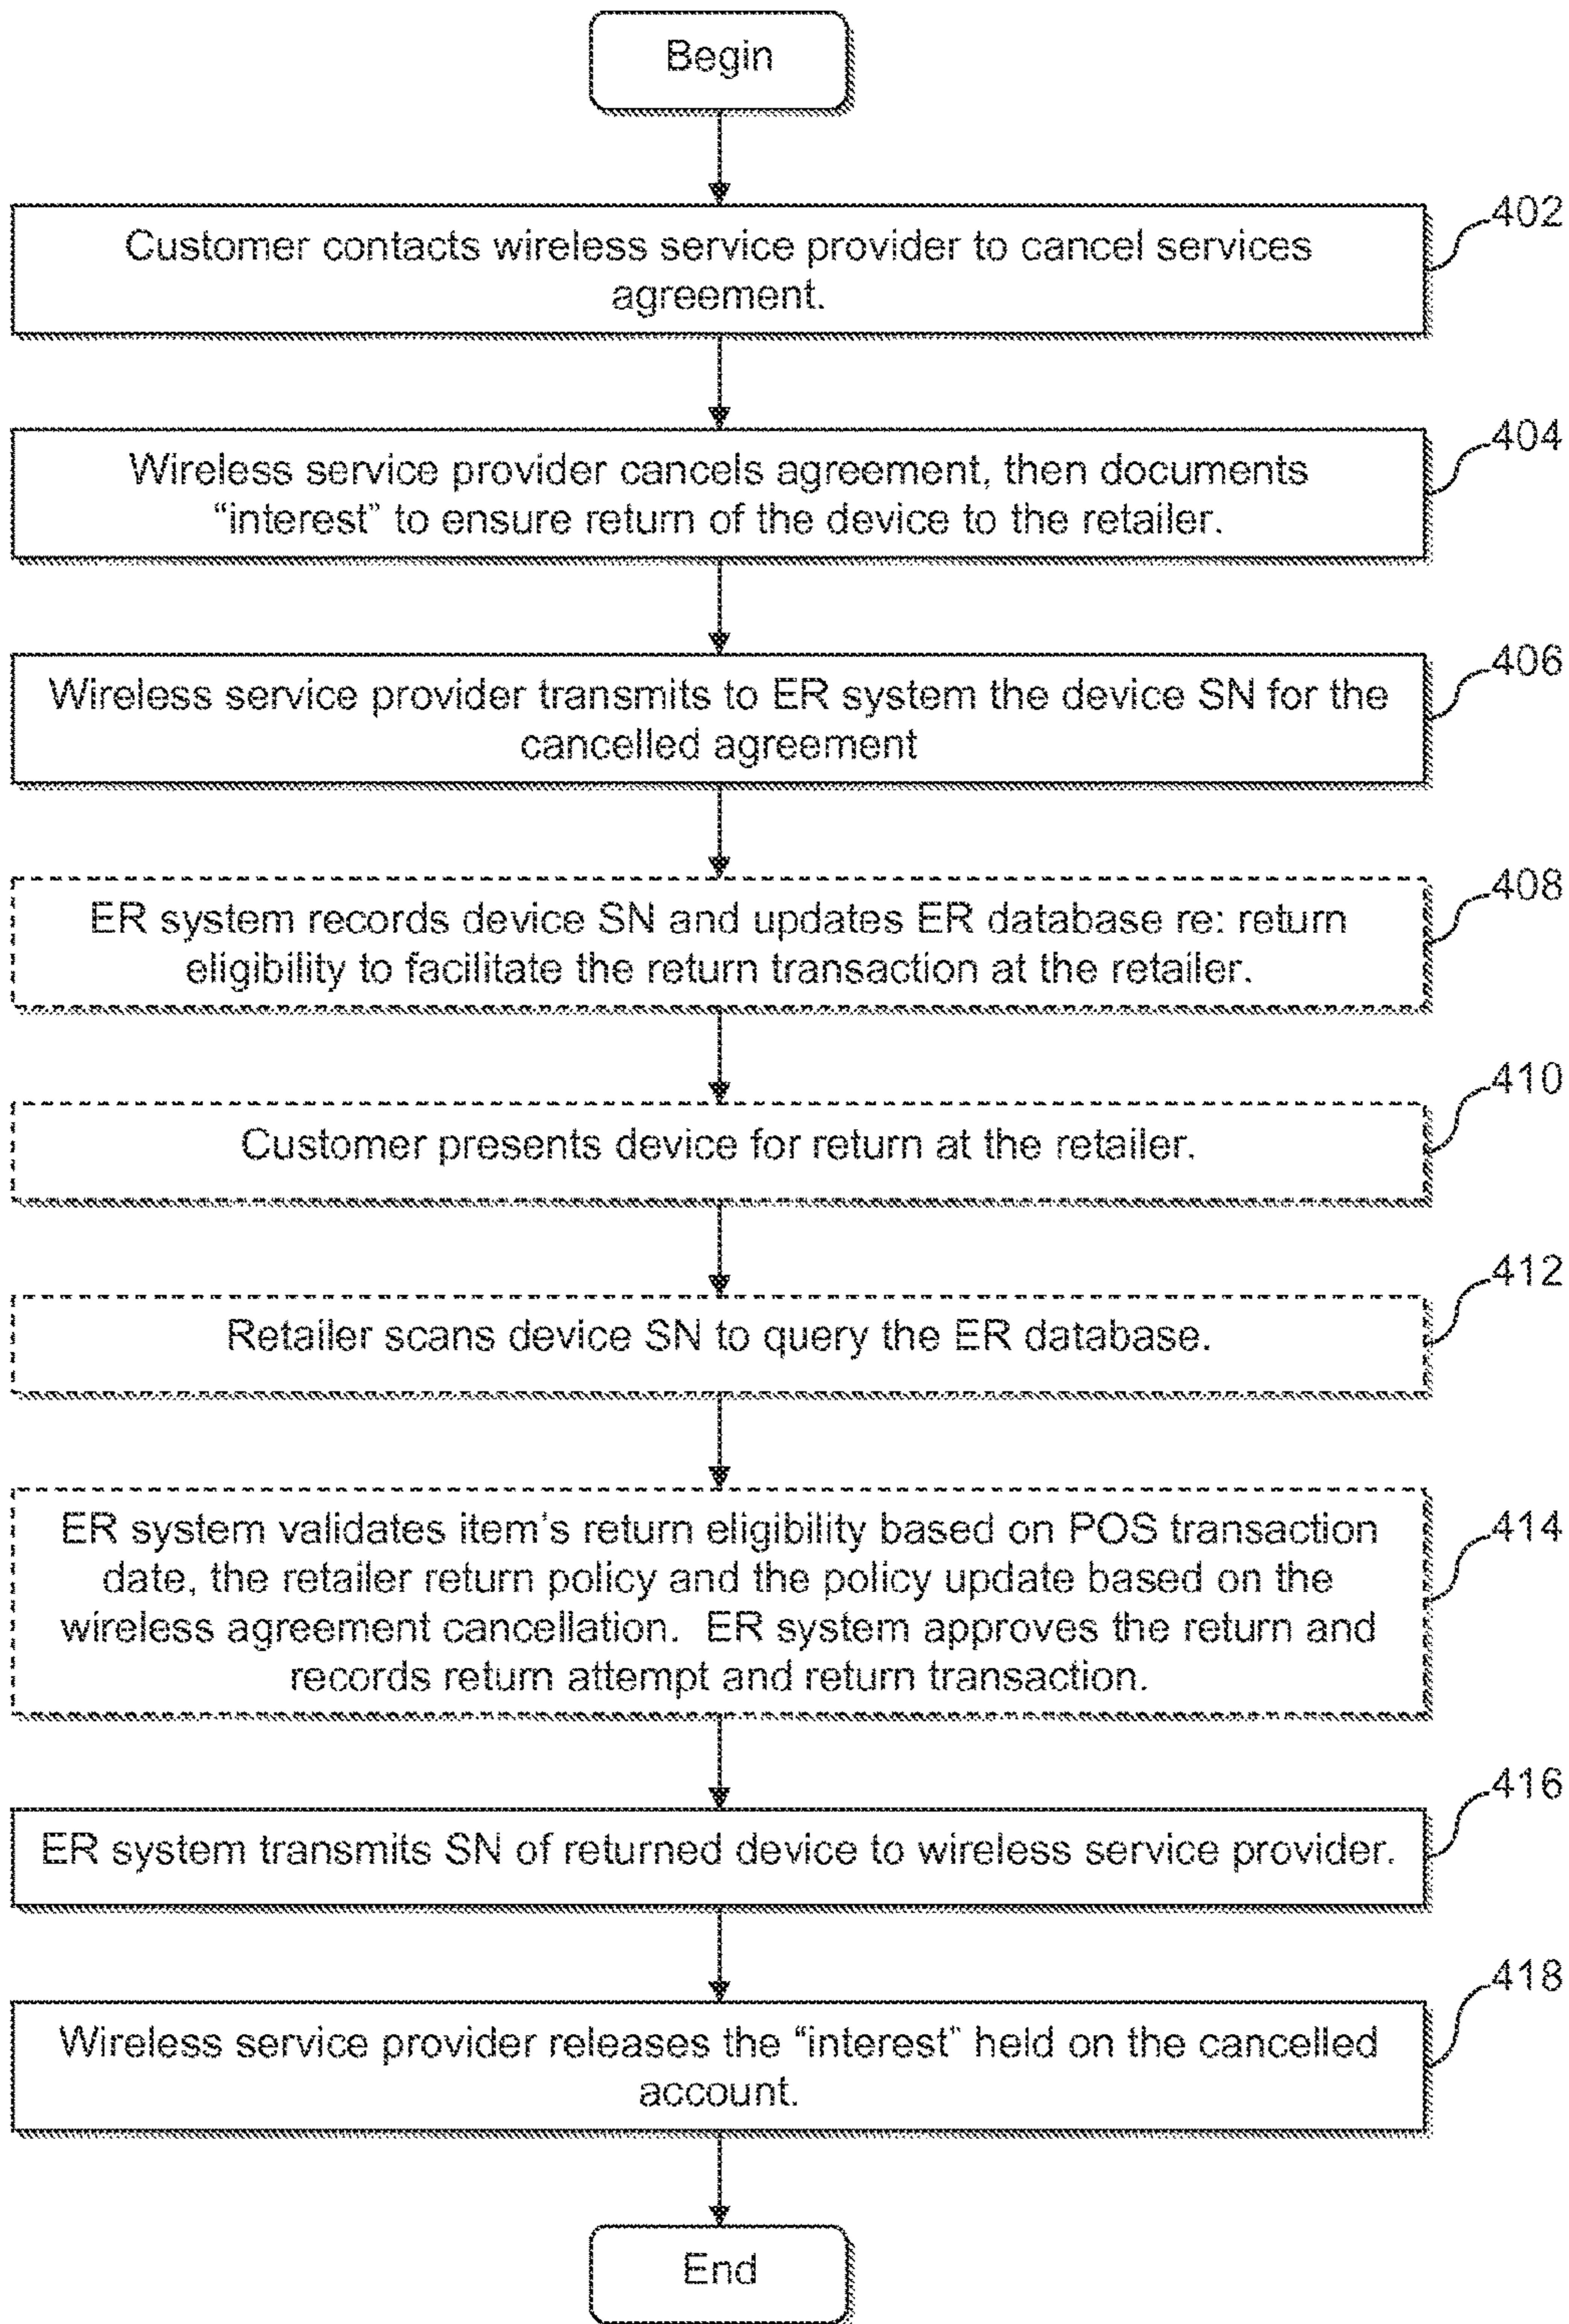 Begin
402
Customer contacts wireless service provider to cancel services
agreement.
404
Wireless service provider cancels agreement, then documents
“interest” to ensure return of the device to the retailer.
406
Wireless service provider transmits to ER system the device SN for the
cancelled agreement
408
ER system records device SN and updates ER database re: return
eligibility to facilitate the return transaction at the retailer.
410
Customer presents device for return at the retailer.
412
Retailer scans device SN to query the ER database.
414
ER system validates item’s return eligibility based on POS transaction
date, the retailer return policy and the policy update based on the
wireless agreement cancellation.  ER system approves the return and
records return attempt and return transaction.
416
ER system transmits SN of returned device to wireless service provider.
418
Wireless service provider releases the “interest” held on the cancelled
account.
End